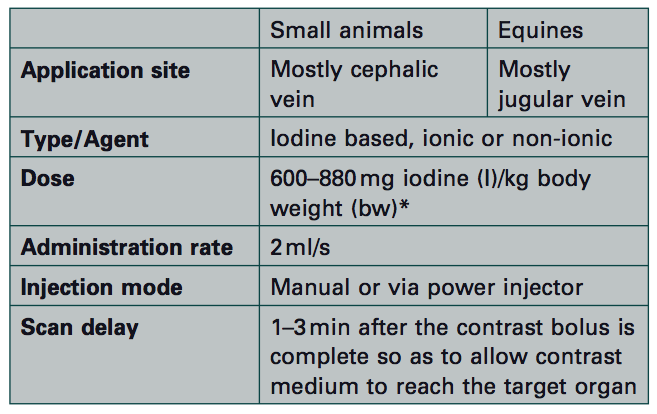 Small animals Equines
Application site Mostly cephalic Mostly
vein jugular vein
Type/Agent Iodine based, ionic or non-ionic
Dose 600–880 mg iodine (I)/kg body
weight (bw)*
Administration rate 2 ml/s
Injection mode Manual or via power injector
Scan delay 1–3 min after the contrast bolus is
complete so as to allow contrast
medium to reach the target organ